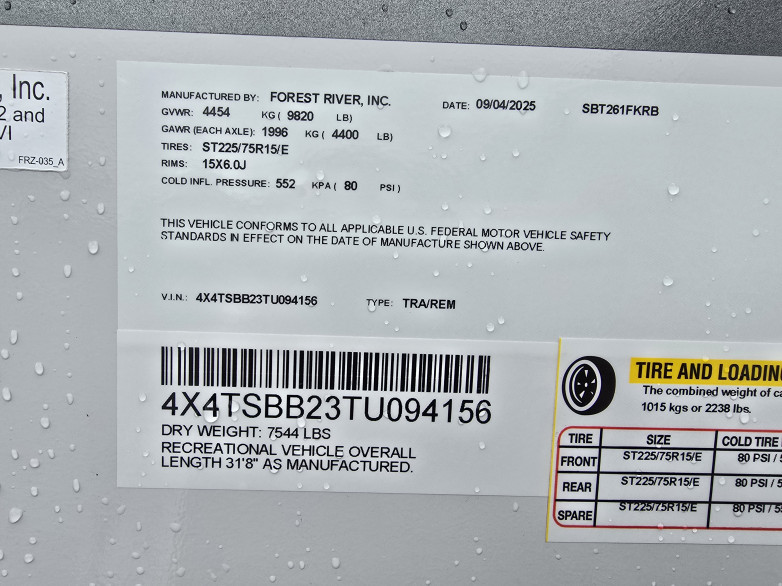 , Inc.
2 and
VI
FRZ-035_A
MANUFACTURED BY: FOREST RIVER, INC. DATE: 09/04/2025 SBT261FKRB
GVWR: 4454 KG ( 9820 LB)
GAWR (EACH AXLE): 1996 KG ( 4400 LB)
TIRES: ST225/75R15/E
RIMS: 15X6.0J
COLD INFL. PRESSURE: 552 KPA ( 80 PSI )
THIS VEHICLE CONFORMS TO ALL APPLICABLE U.S. FEDERAL MOTOR VEHICLE SAFETY
STANDARDS IN EFFECT ON THE DATE OF MANUFACTURE SHOWN ABOVE.
V.I.N.: 4X4TSBB23TU094156 TYPE: TRA/REM
4X4TSBB23TU094156
DRY WEIGHT: 7544 LBS
RECREATIONAL VEHICLE OVERALL
LENGTH 31'8" AS MANUFACTURED.
TIRE AND LOADING
The combined weight of ca
1015 kgs or 2238 lbs.
TIRE SIZE COLD TIRE
FRONT ST225/75R15/E 80 PSI / 5
REAR ST225/75R15/E 80 PSI / 5
SPARE ST225/75R15/E 80 PSI / 55